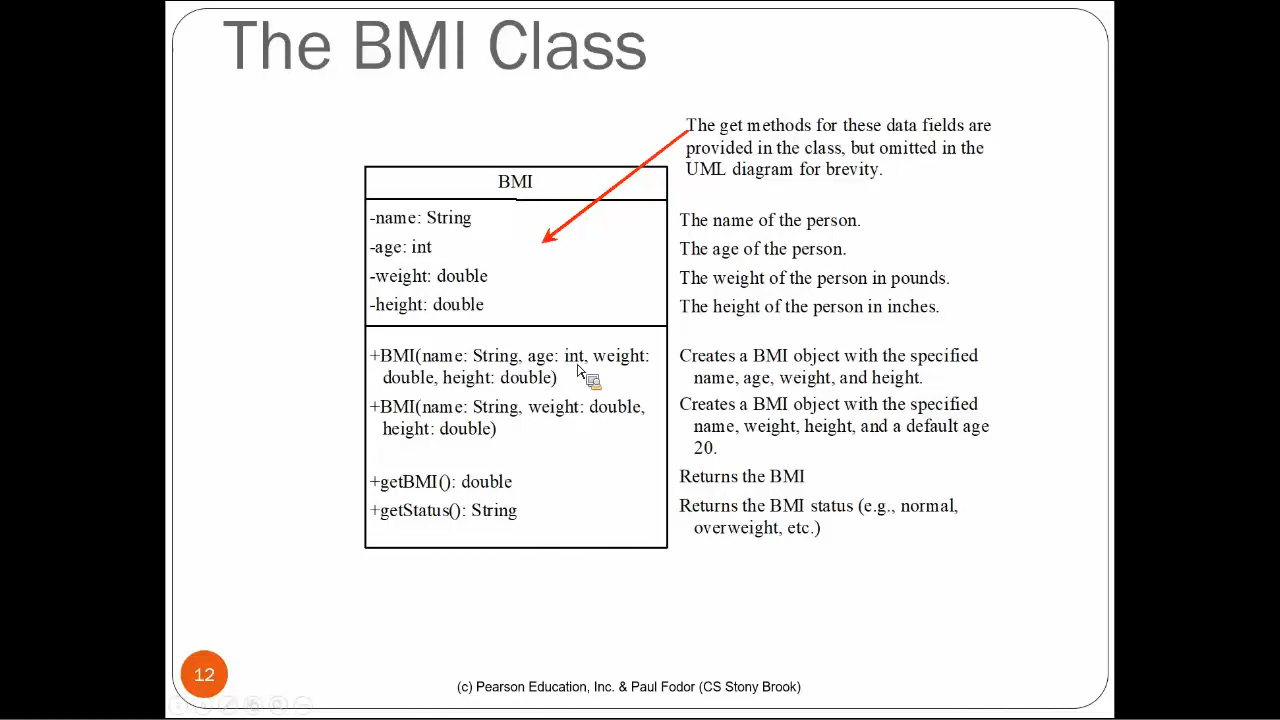 The BMI Class
The get methods for these data fields are
provided in the class, but omitted in the
UML diagram for brevity.
BMI
-name: String
The name of the person.
-age: int
The age of the person.
-weight: double
The weight of the person in pounds.
-height: double
The height of the person in inches.
+BMI(name: String, age: int, weight:
double, height: double)
Creates a BMI object with the specified
name, age, weight, and height.
+BMI(name: String, weight: double,
height: double)
Creates a BMI object with the specified
name, weight, height, and a default age
20.
+getBMI(): double
Returns the BMI
+getStatus(): String
Returns the BMI status (e.g., normal,
overweight, etc.)
12
(c) Pearson Education, Inc. & Paul Fodor (CS Stony Brook)